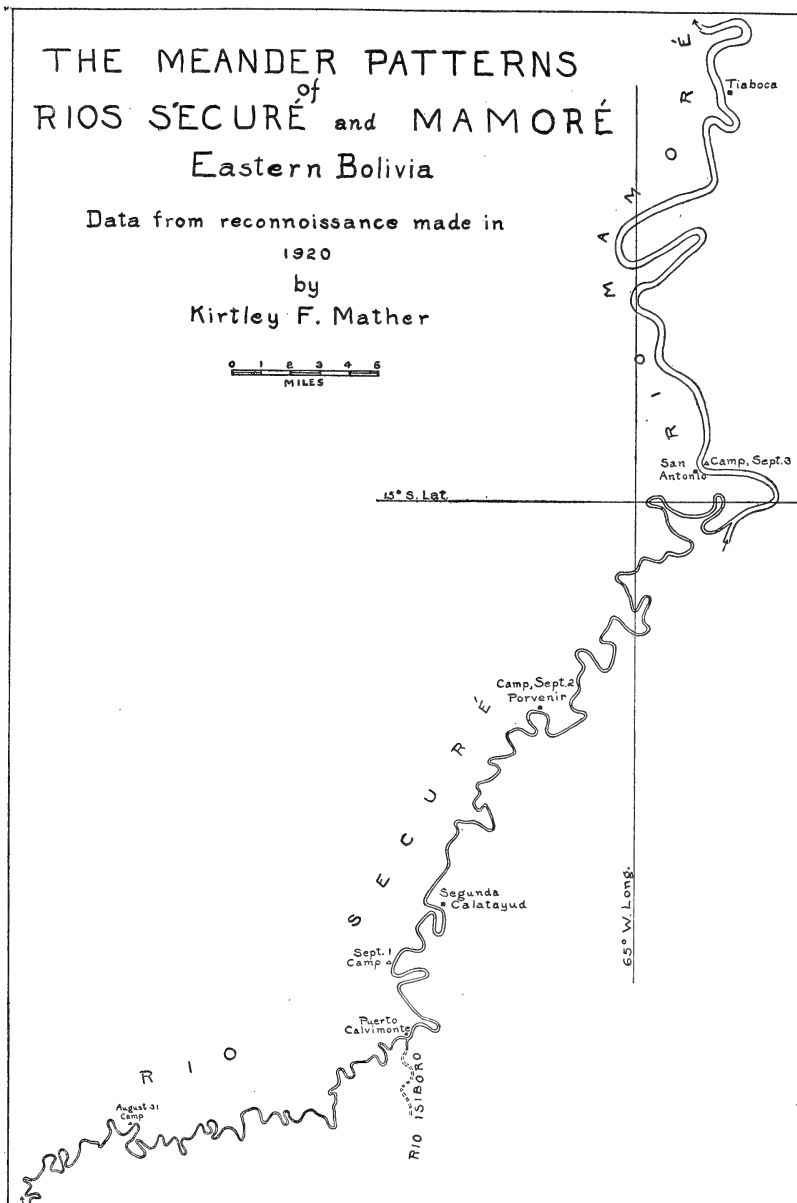 THE MEANDER PATTERNS
of
RIOS SÉCURÉ and MAMORÉ
Eastern Bolivia
Data from reconnoissance made in
1920
by
Kirtley F. Mather
0 1 2 3 4 5
MILES
RIO MAMORÉ
Tiaboca
San
Antonio
Camp, Sept. 3
15° S. Lat.
65° W. Long.
Camp, Sept. 2
Porvenir
RIO SECURÉ
Segunda
Calatayud
Sept. 1
Camp
Puerto
Calvimonte
RIO ISIBORO
August 31
Camp